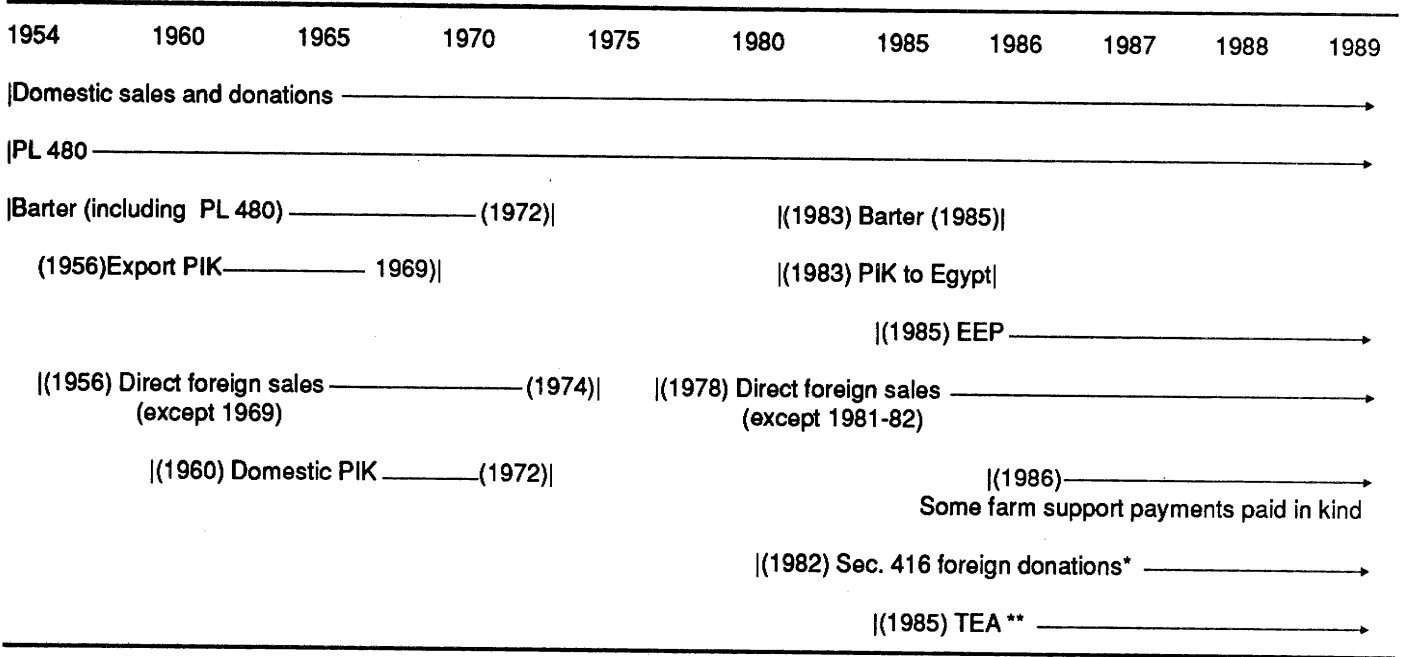 1954 1960 1965 1970 1975 1980 1985 1986 1987 1988 1989
|Domestic sales and donations
|PL 480
|Barter (including PL 480) (1972)| |(1983) Barter (1985)|
(1956)Export PIK 1969)| |(1983) PiK to Egypt|
|(1985) EEP
|(1956) Direct foreign sales (1974)| |(1978) Direct foreign sales
(except 1969) (except 1981-82)
|(1960) Domestic PIK (1972)| |(1986)
Some farm support payments paid in kind
|(1982) Sec. 416 foreign donations*
|(1985) TEA **